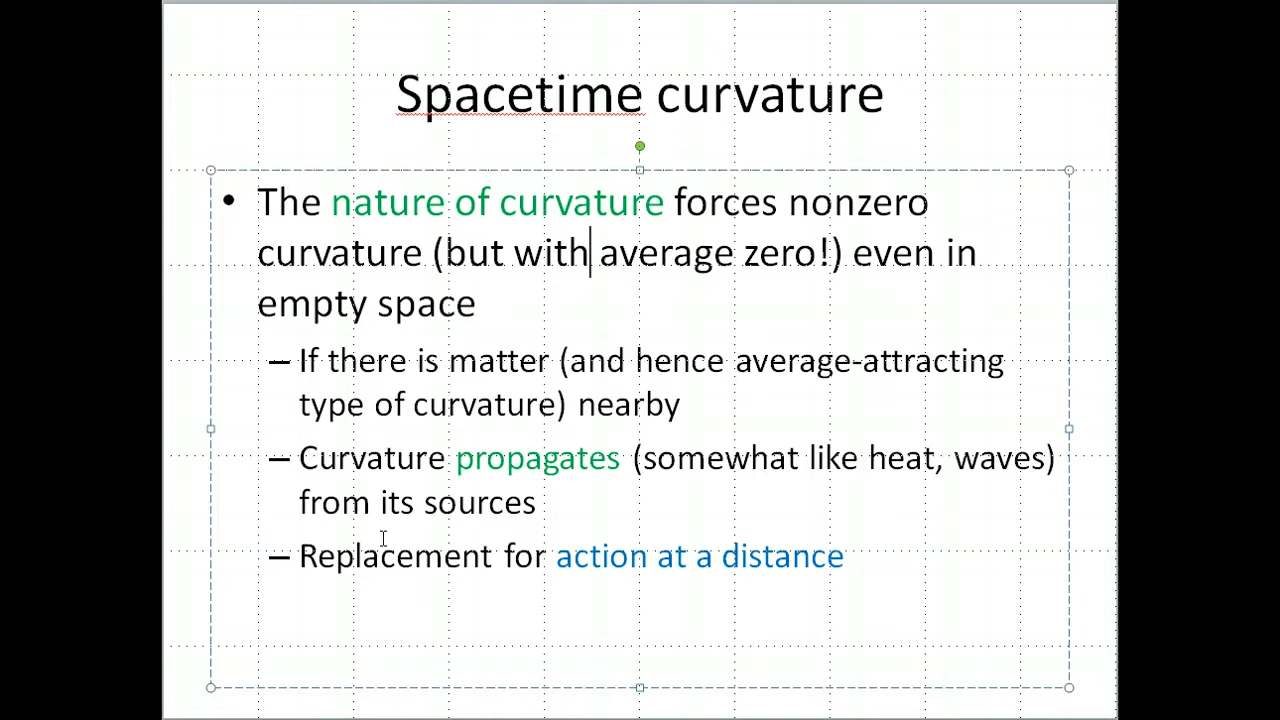 Spacetime curvature
• The nature of curvature forces nonzero
curvature (but with average zero!) even in
empty space
– If there is matter (and hence average-attracting
type of curvature) nearby
– Curvature propagates (somewhat like heat, waves)
from its sources
– Replacement for action at a distance